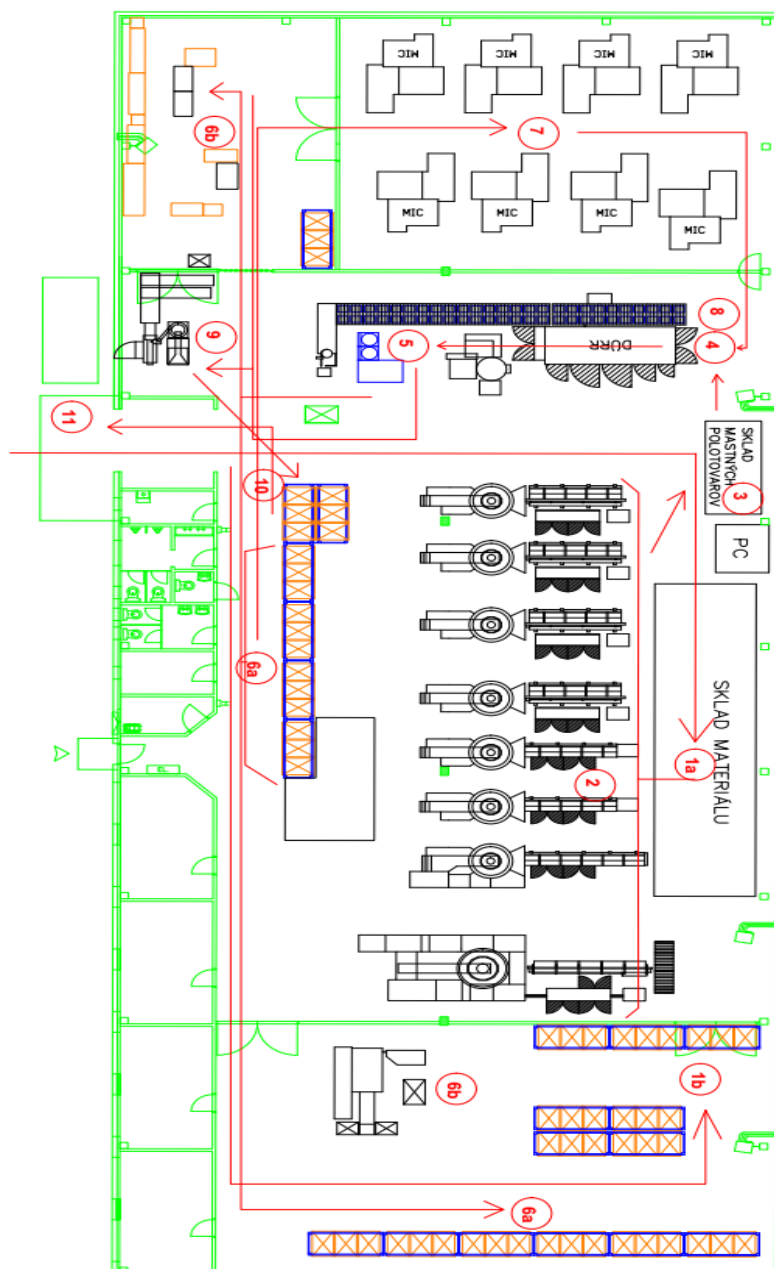 MIC
MIC
MIC
MIC
6b
7
MIC
MIC
MIC
MIC
8
9
5
DÜRR
4
11
SKLAD
MASTNÝCH
POLOTOVAROV
3
10
PC
6a
SKLAD MATERIÁLU
1a
2
6b
1b
6a